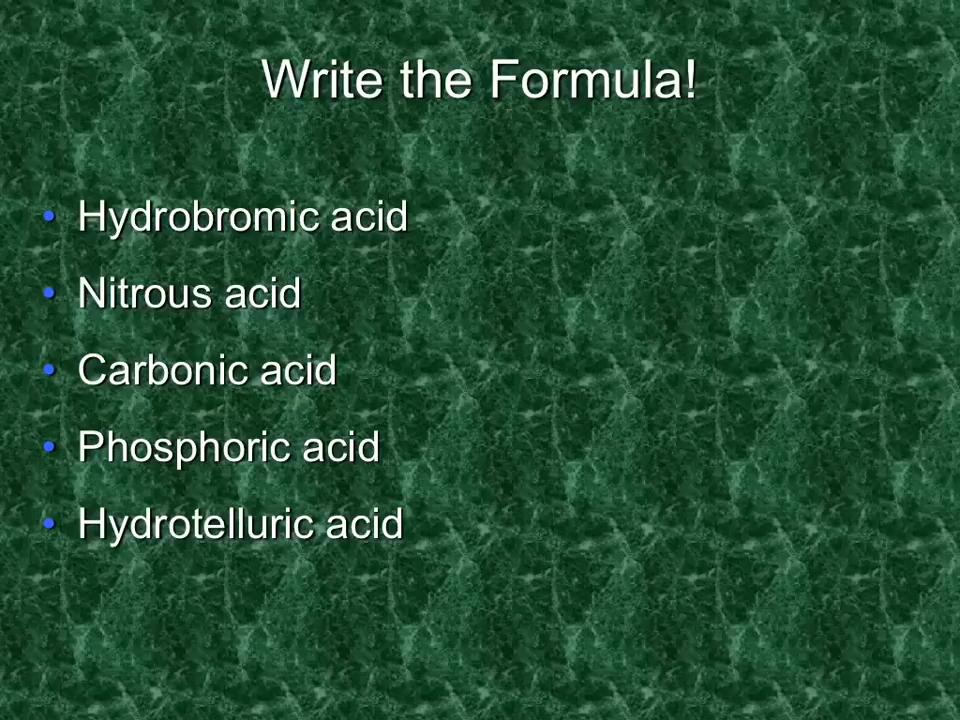 Write the Formula!
• Hydrobromic acid
• Nitrous acid
• Carbonic acid
• Phosphoric acid
• Hydrotelluric acid